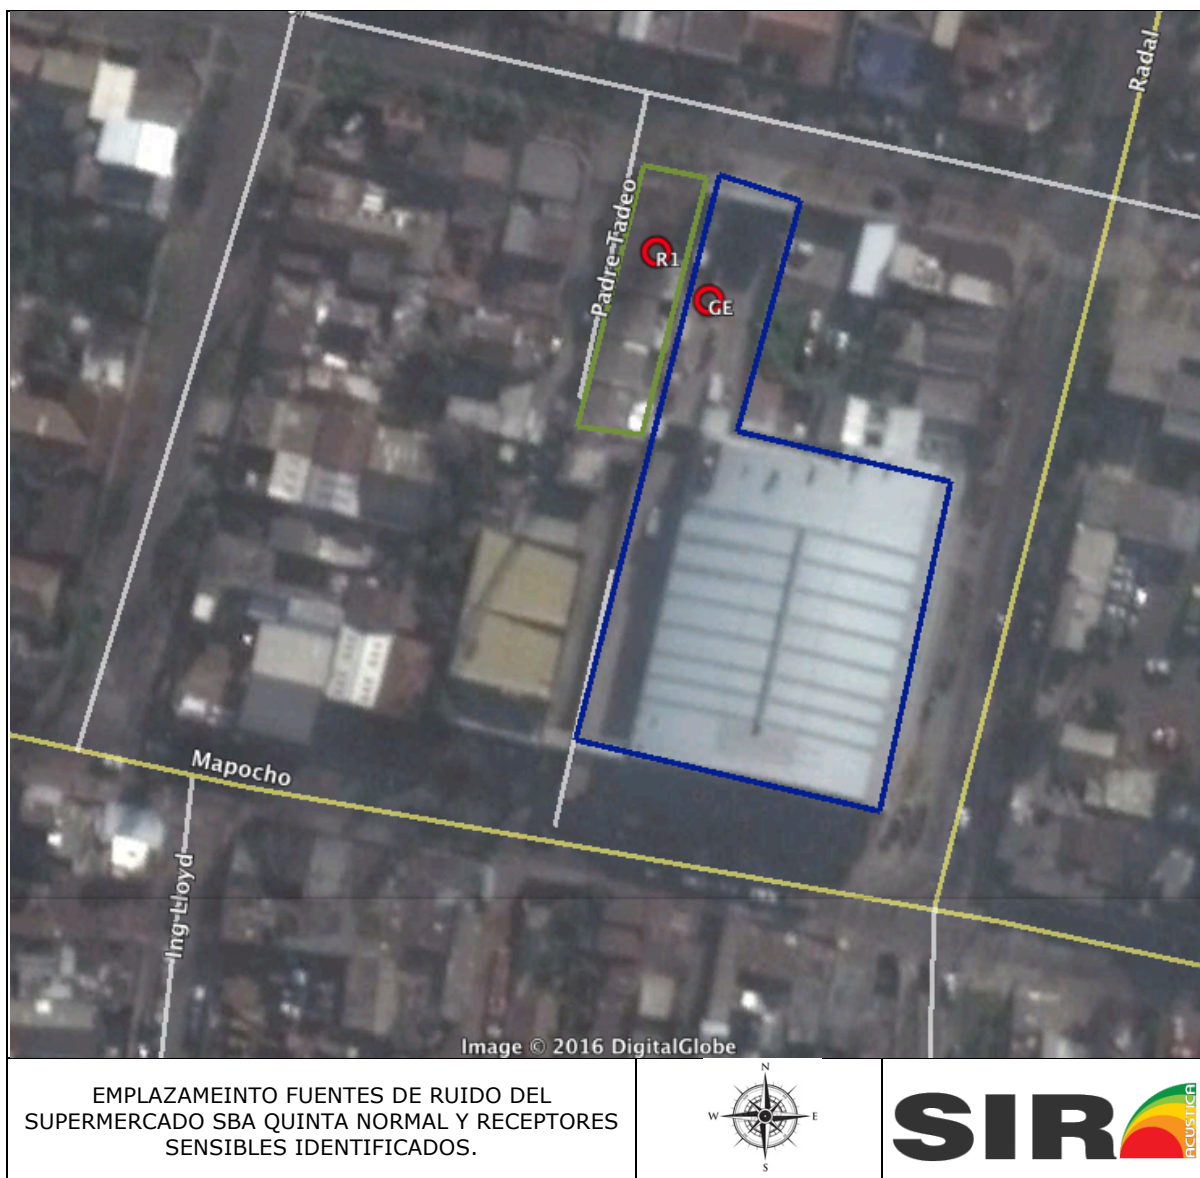 Radal
Padre Tadeo
R1
GE
Mapocho
Ing Lloyd
Image © 2016 DigitalGlobe
EMPLAZAMEINTO FUENTES DE RUIDO DEL
SUPERMERCADO SBA QUINTA NORMAL Y RECEPTORES
SENSIBLES IDENTIFICADOS.
N
W
E
S
SIR
ACUSTICA